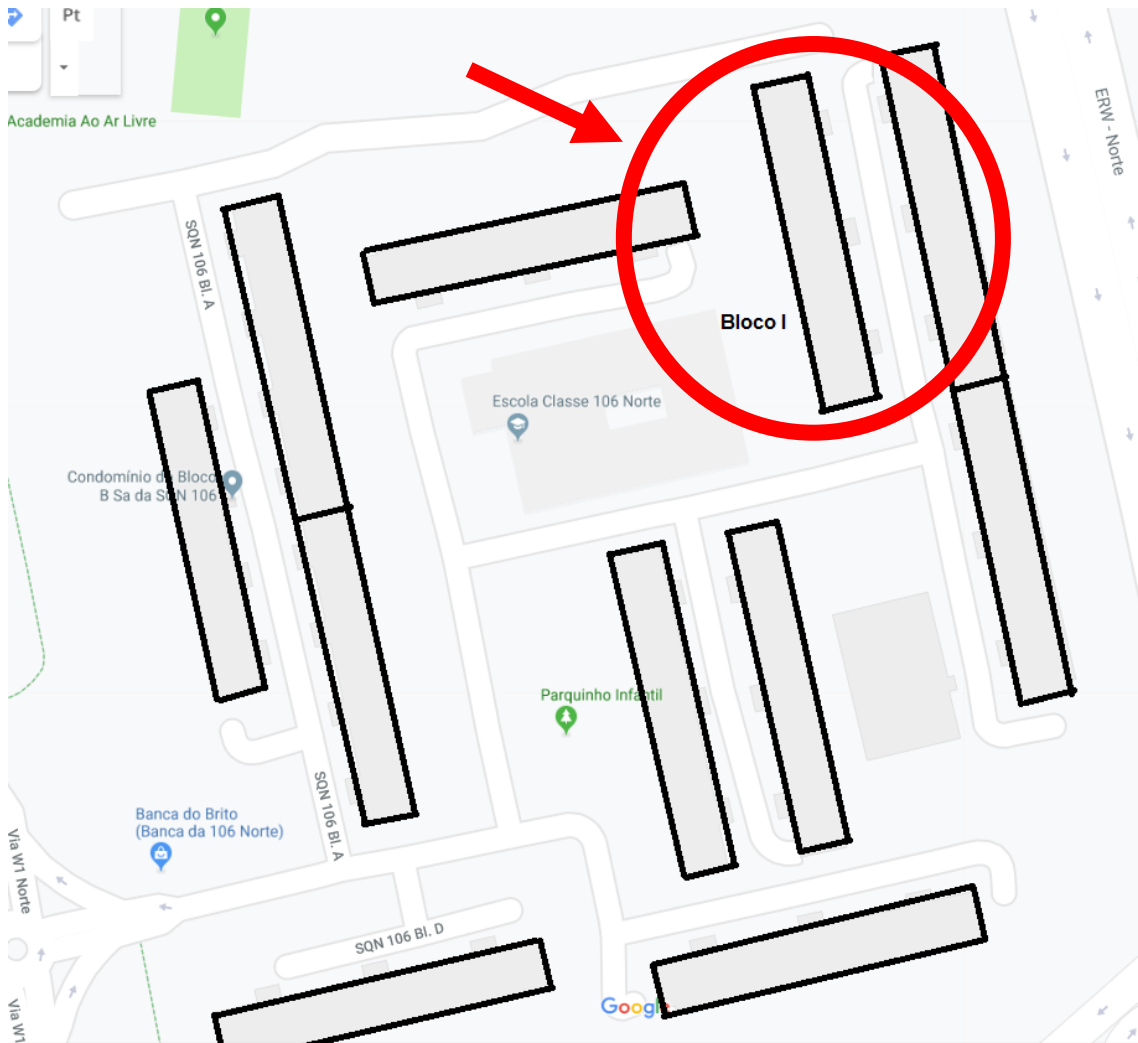 Pt
Academia Ao Ar Livre
ERW - Norte
SQN 106 Bl. A
Bloco I
Escola Classe 106 Norte
Condomínio do Bloco
B Sa da SQN 106
Parquinho Infantil
SQN 106 Bl. A
Banca do Brito
(Banca da 106 Norte)
Via W1 Norte
SQN 106 Bl. D
Via W1
Google